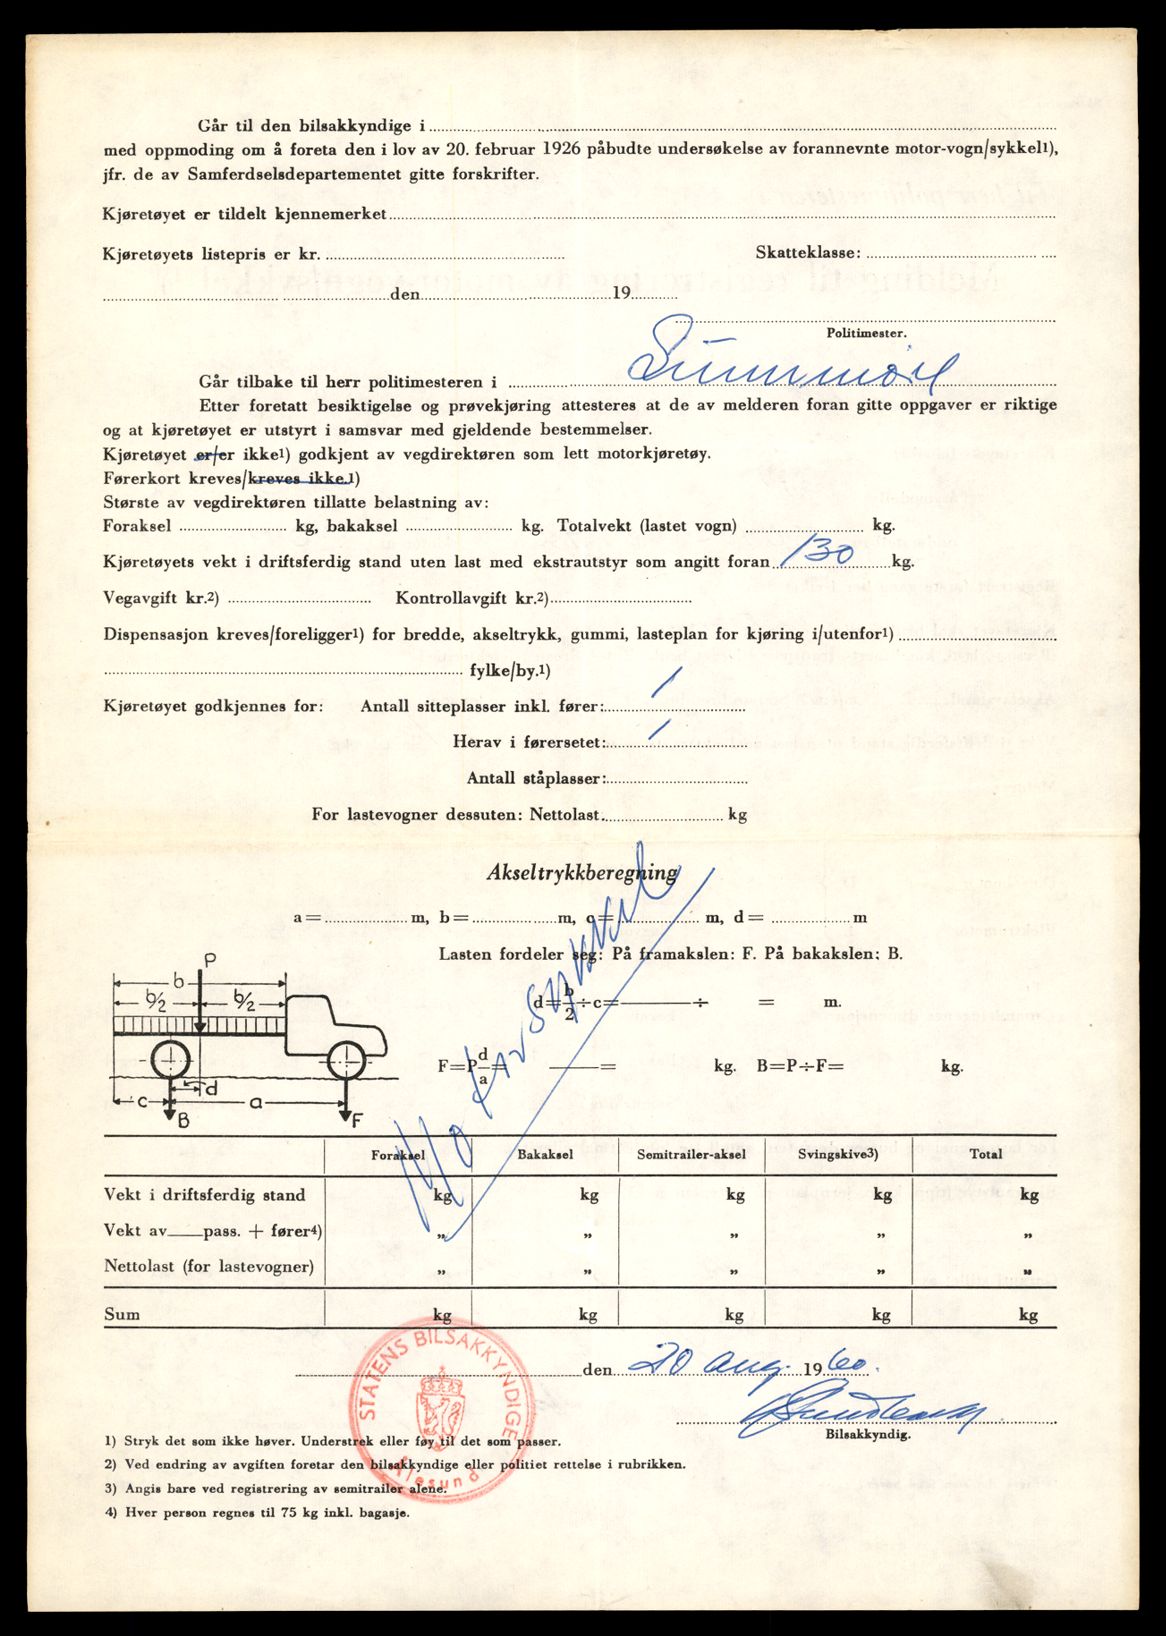 Går til den bilsakkyndige i
med oppmoding om å foreta den i lov av 20. februar 1926 påbudte undersøkelse av forannevnte motor-vogn/sykkel1),
jfr. de av Samferdselsdepartementet gitte forskrifter.
Kjøretøyet er tildelt kjennemerket
Kjøretøyets listepris er kr. Skatteklasse:
den 19
Politimester.
Går tilbake til herr politimesteren i Sunnmøre
Etter foretatt besiktigelse og prøvekjøring attesteres at de av melderen foran gitte oppgaver er riktige
og at kjøretøyet er utstyrt i samsvar med gjeldende bestemmelser.
Kjøretøyet er/er ikke1) godkjent av vegdirektøren som lett motorkjøretøy.
Førerkort kreves/kreves ikke.1)
Største av vegdirektøren tillatte belastning av:
Foraksel kg, bakaksel kg. Totalvekt (lastet vogn) kg.
Kjøretøyets vekt i driftsferdig stand uten last med ekstrautstyr som angitt foran 130 kg.
Vegavgift kr.2) Kontrollavgift kr.2)
Dispensasjon kreves/foreligger1) for bredde, akseltrykk, gummi, lasteplan for kjøring i/utenfor1)
fylke/by.1)
Kjøretøyet godkjennes for: Antall sitteplasser inkl. fører: 1
Herav i førersetet: 1
Antall ståplasser:
For lastevogner dessuten: Nettolast: kg
Akseltrykkberegning
a= m, b= m, c= m, d= m
Lasten fordeler seg: På framakslen: F. På bakakslen: B.
d=b/2÷c= ÷ = m.
F=P d/a= = kg. B=P÷F= kg.
P
b
b/2 b/2
d
c a
B F
Motorsykkel
Foraksel Bakaksel Semitrailer-aksel Svingskive3) Total
Vekt i driftsferdig stand kg kg kg kg kg
Vekt av pass. + fører4) „ „ „ „ „
Nettolast (for lastevogner) „ „ „ „ „
Sum kg kg kg kg kg
den 20 aug. 1960.
Bilsakkyndig.
STATENS BILSAKKYNDIGE
Ålesund
1) Stryk det som ikke høver. Understrek eller føy til det som passer.
2) Ved endring av avgiften foretar den bilsakkyndige eller politiet rettelse i rubrikken.
3) Angis bare ved registrering av semitrailer alene.
4) Hver person regnes til 75 kg inkl. bagasje.